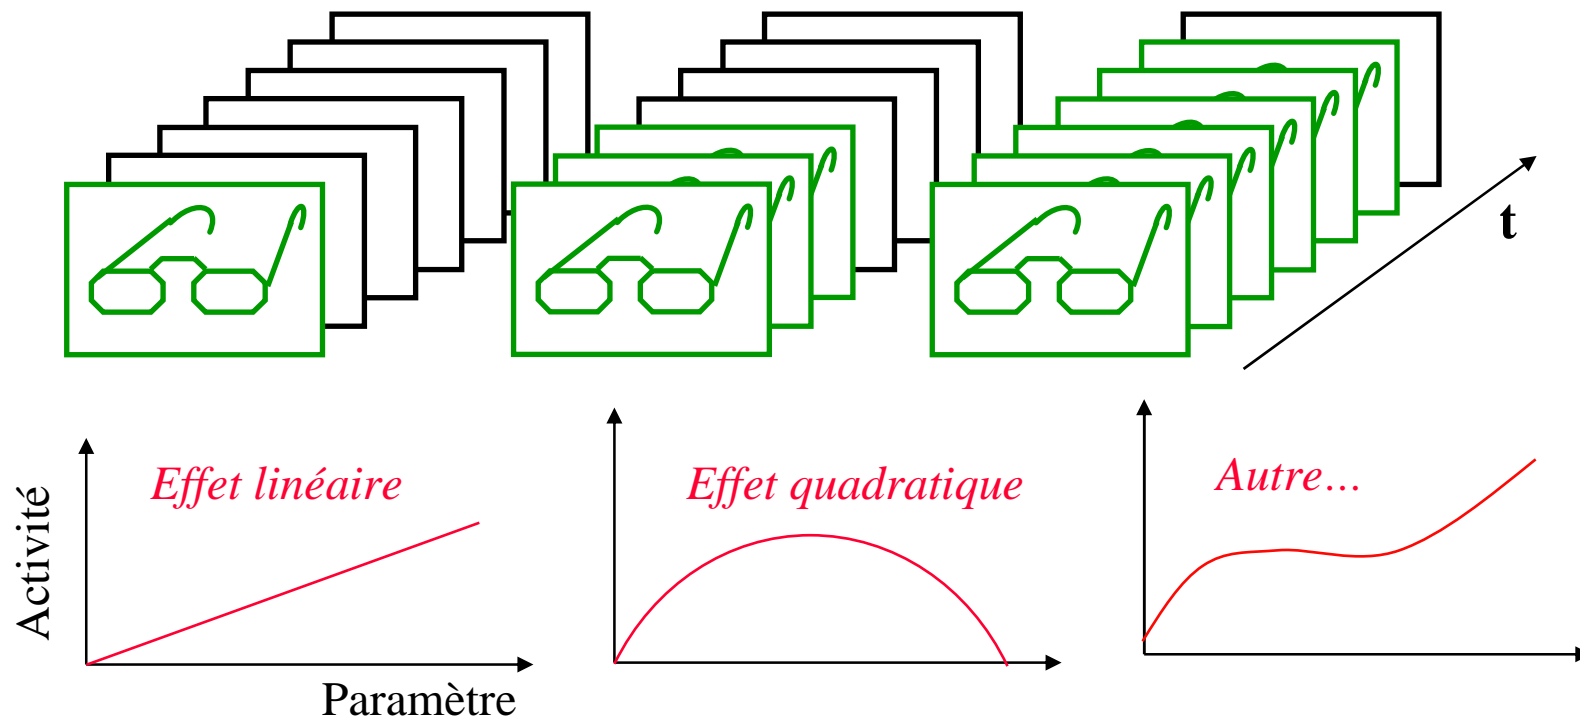 t
Effet linéaire
Effet quadratique
Autre…
Activité
Paramètre